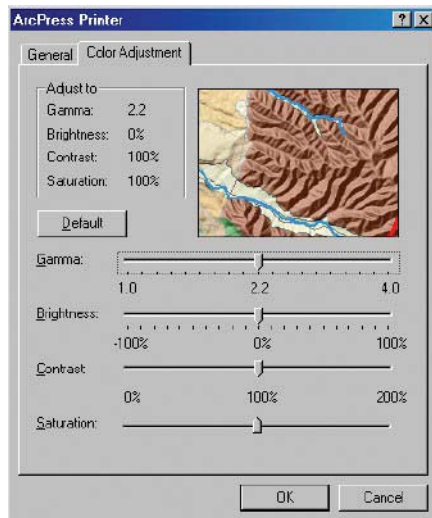 ArcPress Printer
General
Color Adjustment
Adjust to
Gamma: 2.2
Brightness: 0%
Contrast: 100%
Saturation: 100%
Default
Gamma:
1.0 2.2 4.0
Brightness:
-100% 0% 100%
Contrast
0% 100% 200%
Saturation:
OK
Cancel